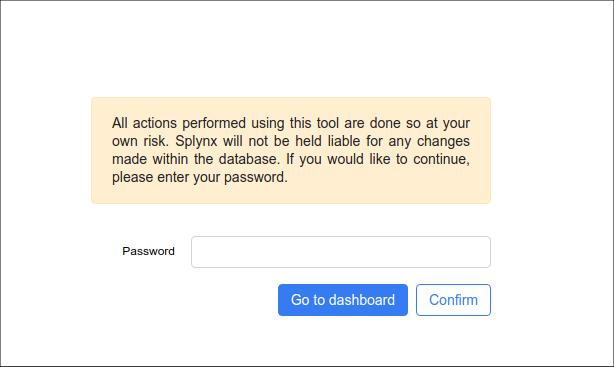 All actions performed using this tool are done so at your
own risk. Splynx will not be held liable for any changes
made within the database. If you would like to continue,
please enter your password.
Password
Go to dashboard Confirm